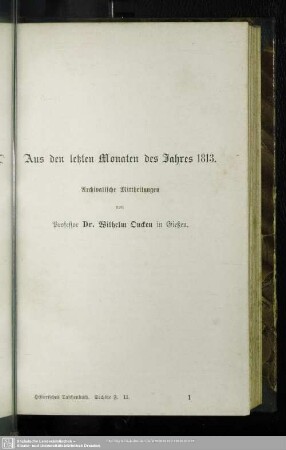 Aus den letzten Monaten des Jahres 1813.
Archivalische Mittheilungen
von
Professor Dr. Wilhelm Oncken in Gießen.
Historisches Taschenbuch. Sechste F. II.
1